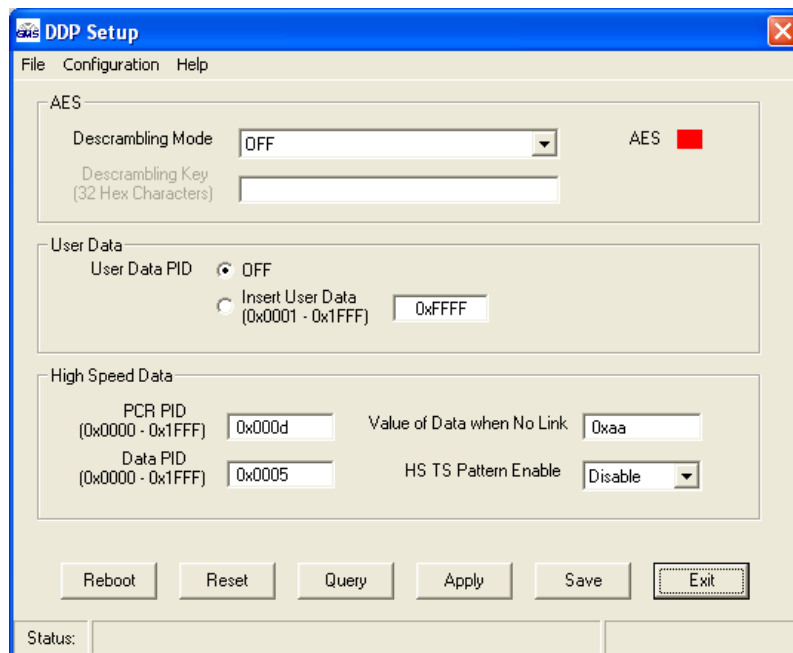 GMS DDP Setup
File Configuration Help
AES
Descrambling Mode OFF AES
Descrambling Key
(32 Hex Characters)
User Data
User Data PID OFF
Insert User Data
(0x0001 - 0x1FFF) 0xFFFF
High Speed Data
PCR PID
(0x0000 - 0x1FFF) 0x000d Value of Data when No Link 0xaa
Data PID
(0x0000 - 0x1FFF) 0x0005 HS TS Pattern Enable Disable
Reboot Reset Query Apply Save Exit
Status: